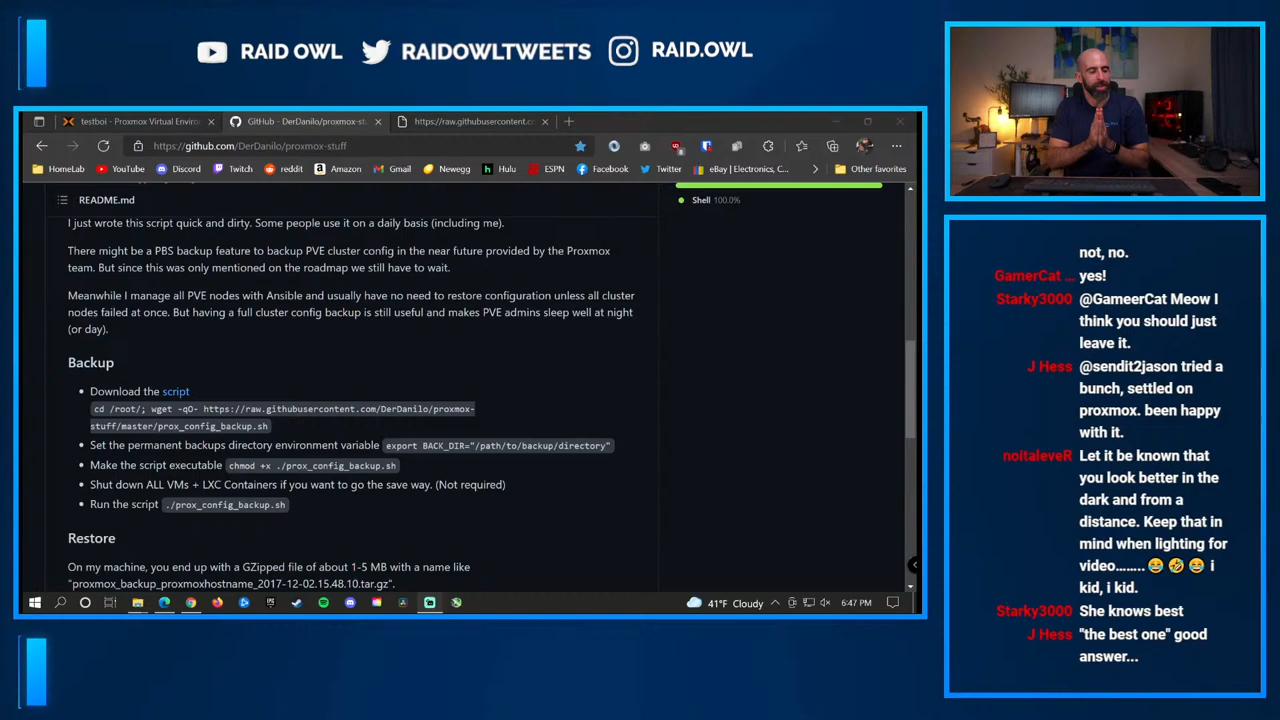 RAID OWL RAIDOWLTWEETS RAID.OWL
testboi - Proxmox Virtual Enviro GitHub - DerDanilo/proxmox-st https://raw.githubusercontent.c
https://github.com/DerDanilo/proxmox-stuff
HomeLab YouTube Discord Twitch reddit Amazon Gmail Newegg Hulu ESPN Facebook Twitter eBay | Electronics, C... Other favorites
README.md
Shell 100.0%
I just wrote this script quick and dirty. Some people use it on a daily basis (including me).
There might be a PBS backup feature to backup PVE cluster config in the near future provided by the Proxmox
team. But since this was only mentioned on the roadmap we still have to wait.
Meanwhile I manage all PVE nodes with Ansible and usually have no need to restore configuration unless all cluster
nodes failed at once. But having a full cluster config backup is still useful and makes PVE admins sleep well at night
(or day).
Backup
Download the script
cd /root/; wget -qO- https://raw.githubusercontent.com/DerDanilo/proxmox-
stuff/master/prox_config_backup.sh
Set the permanent backups directory environment variable export BACK_DIR="/path/to/backup/directory"
Make the script executable chmod +x ./prox_config_backup.sh
Shut down ALL VMs + LXC Containers if you want to go the save way. (Not required)
Run the script ./prox_config_backup.sh
Restore
On my machine, you end up with a GZipped file of about 1-5 MB with a name like
"proxmox_backup_proxmoxhostname_2017-12-02.15.48.10.tar.gz".
41°F Cloudy 6:47 PM
not, no.
GamerCat ... yes!
Starky3000 @GameerCat Meow I
think you should just
leave it.
J Hess @sendit2jason tried a
bunch, settled on
proxmox. been happy
with it.
noitaleveR Let it be known that
you look better in the
dark and from a
distance. Keep that in
mind when lighting for
video........ 😂 🤣 😂 i
kid, i kid.
Starky3000 She knows best
J Hess "the best one" good
answer...